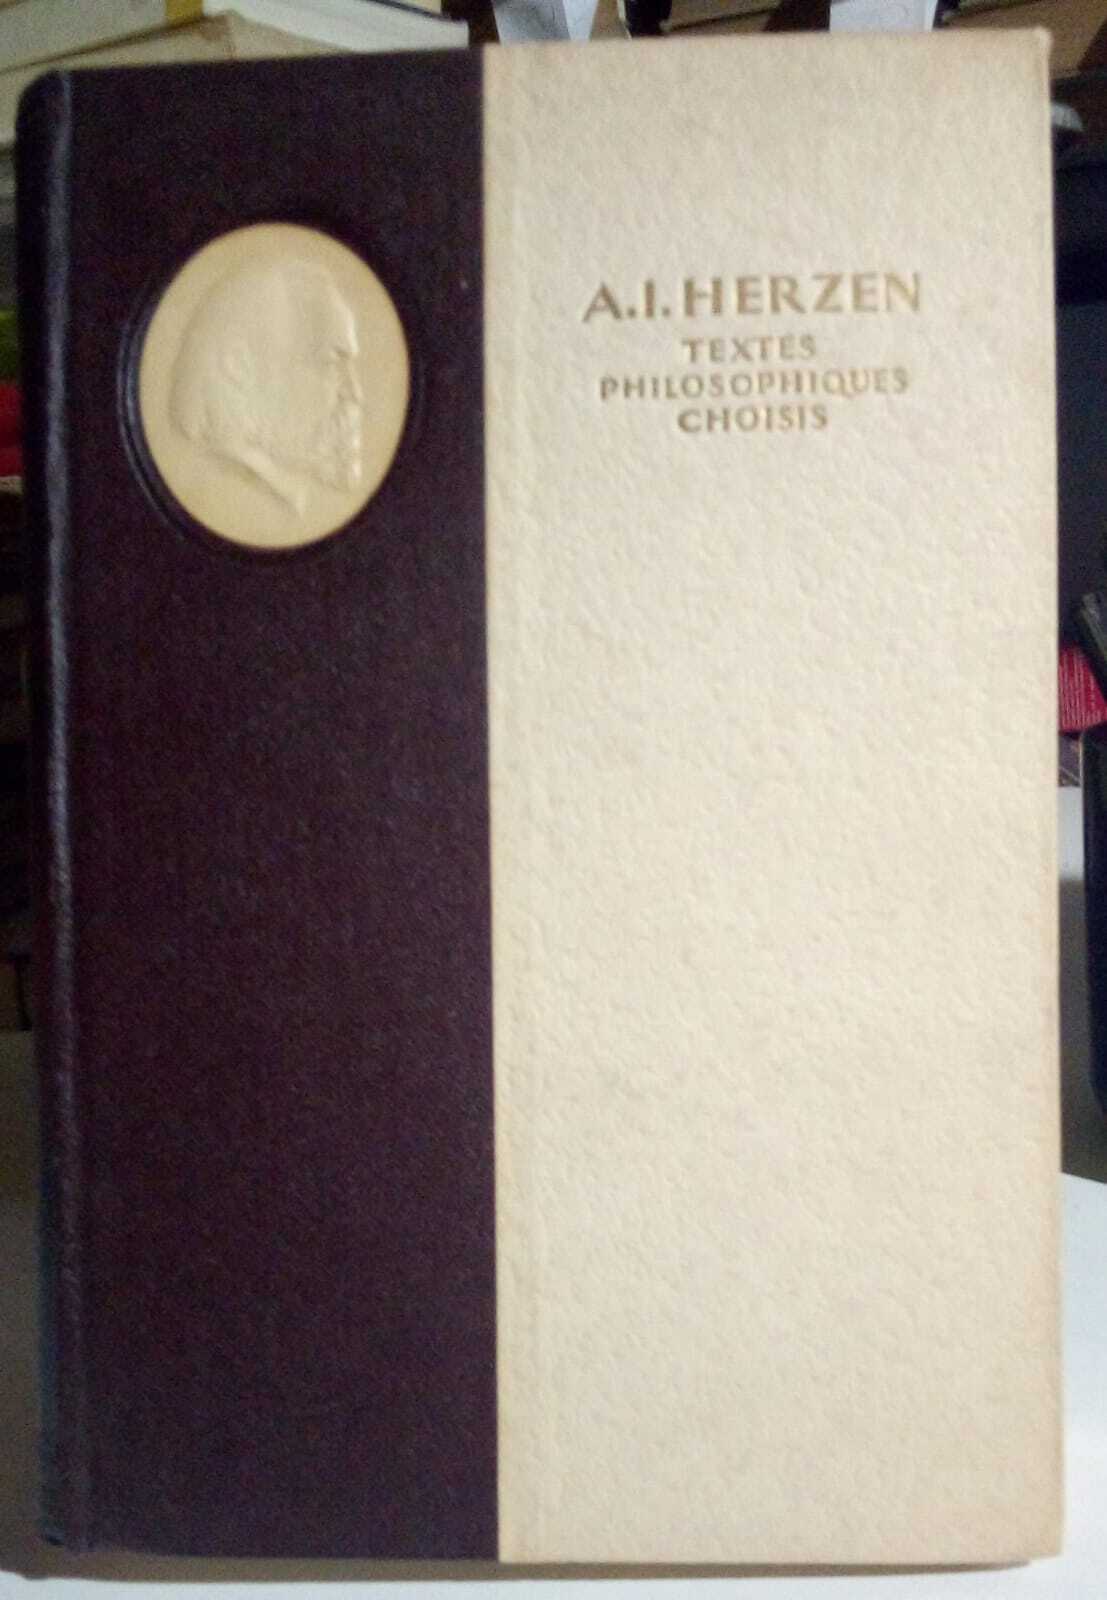 A.I. HERZEN
TEXTES
PHILOSOPHIQUES
CHOISIS